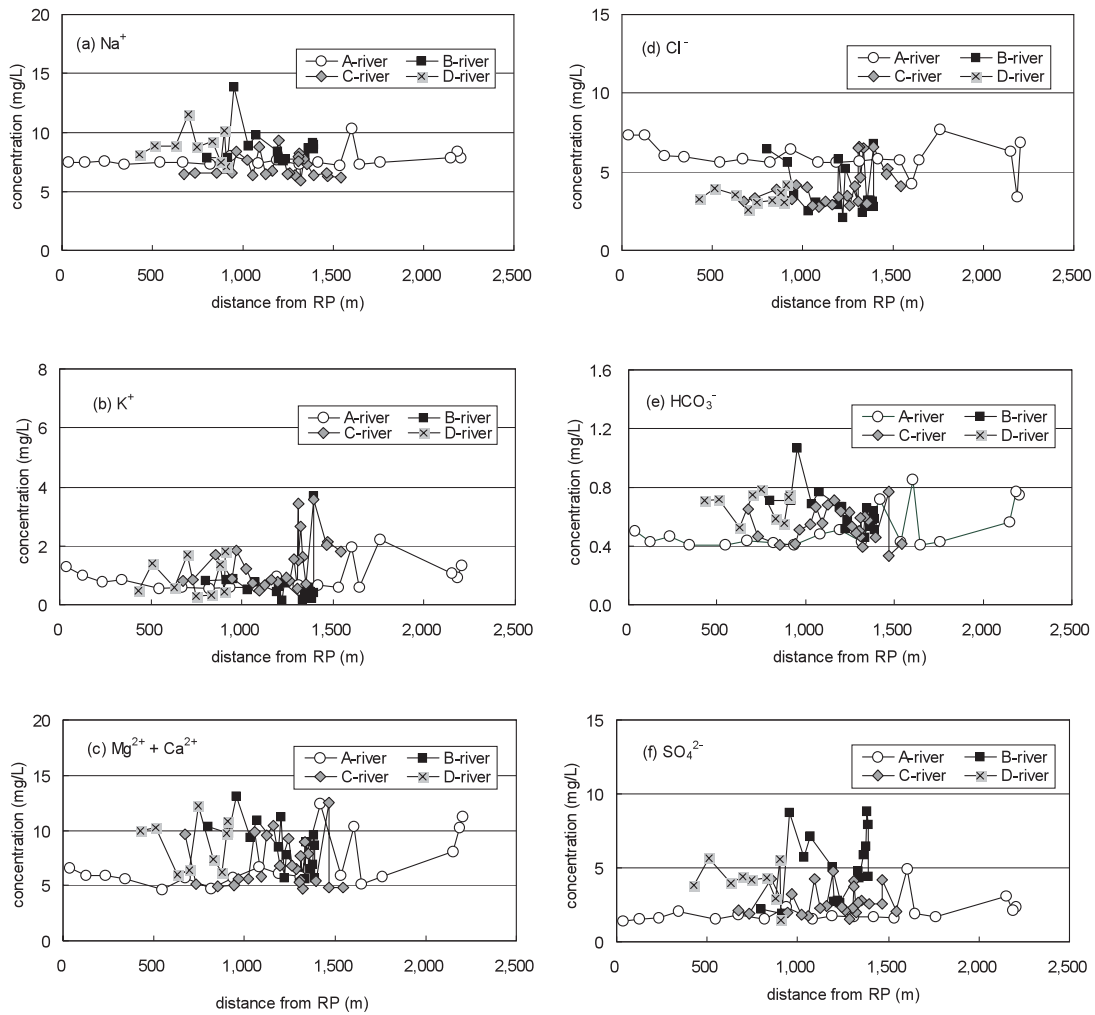 (a) Na⁺
A-river B-river
C-river D-river
20
15
10
5
0
concentration (mg/L)
0 500 1,000 1,500 2,000 2,500
distance from RP (m)
(d) Cl⁻
A-river B-river
C-river D-river
15
10
5
0
concentration (mg/L)
0 500 1,000 1,500 2,000 2,500
distance from RP (m)
(b) K⁺
A-river B-river
C-river D-river
8
6
4
2
0
concentration (mg/L)
0 500 1,000 1,500 2,000 2,500
distance from RP (m)
(e) HCO₃⁻
A-river B-river
C-river D-river
1.6
1.2
0.8
0.4
0.0
concentration (mg/L)
0 500 1,000 1,500 2,000 2,500
distance from RP (m)
(c) Mg²⁺ + Ca²⁺
A-river B-river
C-river D-river
20
15
10
5
0
concentration (mg/L)
0 500 1,000 1,500 2,000 2,500
distance from RP (m)
(f) SO₄²⁻
A-river B-river
C-river D-river
15
10
5
0
concentration (mg/L)
0 500 1,000 1,500 2,000 2,500
distance from RP (m)